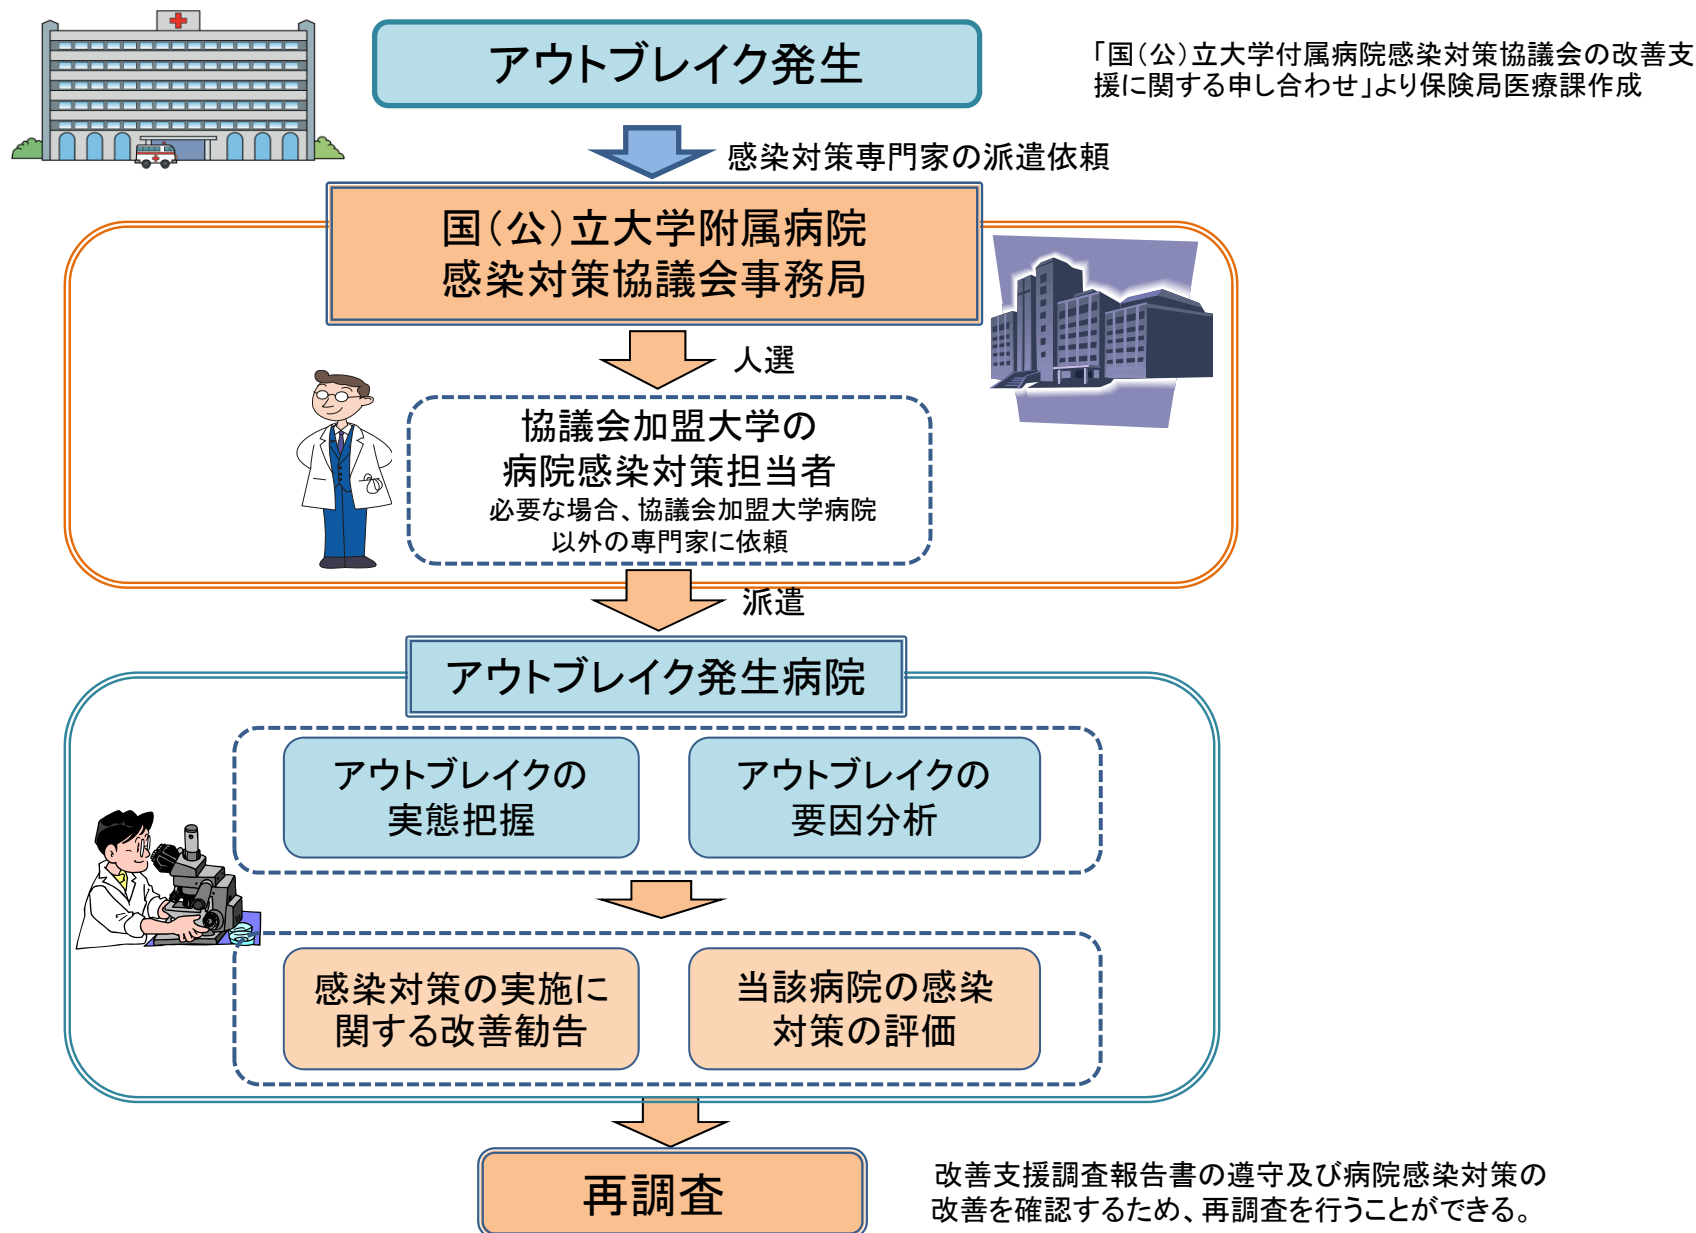 アウトブレイク発生
「国(公)立大学付属病院感染対策協議会の改善支
援に関する申し合わせ」より保険局医療課作成
感染対策専門家の派遣依頼
国(公)立大学附属病院
感染対策協議会事務局
人選
協議会加盟大学の
病院感染対策担当者
必要な場合、協議会加盟大学病院
以外の専門家に依頼
派遣
アウトブレイク発生病院
アウトブレイクの
実態把握
アウトブレイクの
要因分析
感染対策の実施に
関する改善勧告
当該病院の感染
対策の評価
再調査
改善支援調査報告書の遵守及び病院感染対策の
改善を確認するため、再調査を行うことができる。